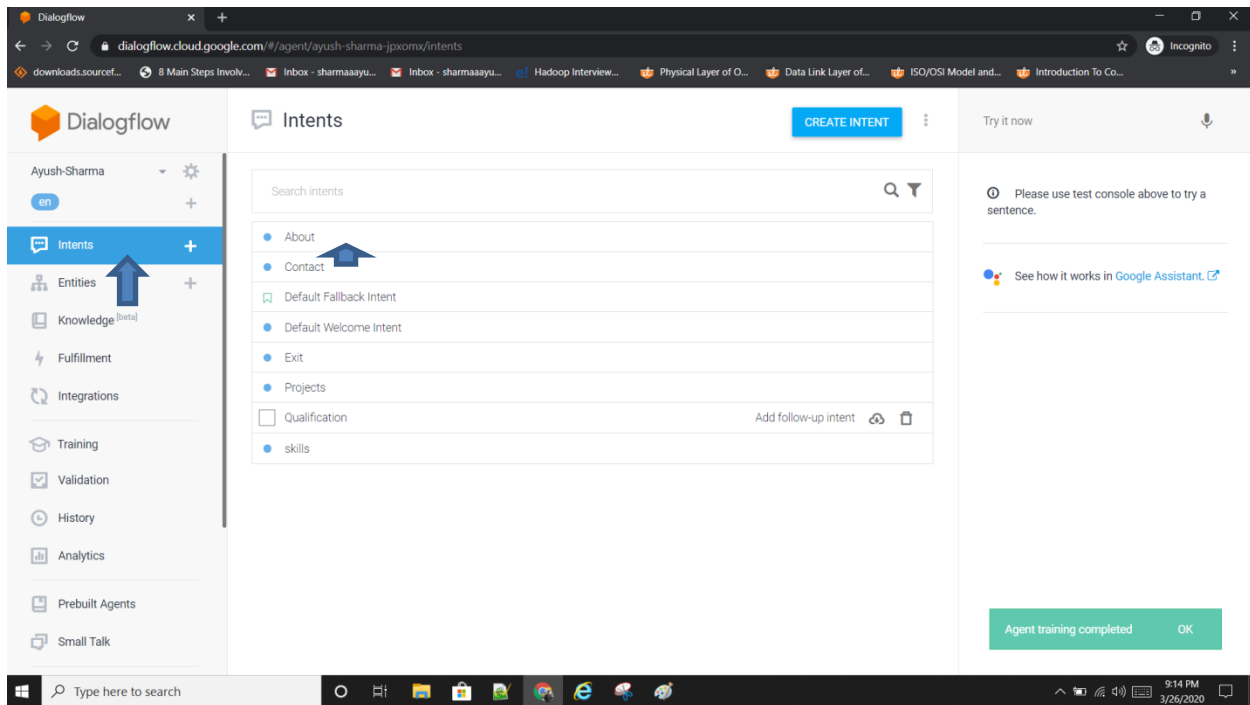 Dialogflow
dialogflow.cloud.google.com/#/agent/ayush-sharma-jpxomx/intents
Incognito
downloads.sourcef...
8 Main Steps Involv...
Inbox - sharmaaayu...
Inbox - sharmaaayu...
Hadoop Interview...
Physical Layer of O...
Data Link Layer of...
ISO/OSI Model and...
Introduction To Co...
»
Dialogflow
Intents
CREATE INTENT
Try it now
Ayush-Sharma
en
Search intents
Please use test console above to try a
sentence.
Intents
Entities
Knowledge [beta]
Fulfillment
Integrations
Training
Validation
History
Analytics
Prebuilt Agents
Small Talk
About
Contact
Default Fallback Intent
Default Welcome Intent
Exit
Projects
Qualification
Add follow-up intent
skills
See how it works in Google Assistant.
Agent training completed
OK
Type here to search
9:14 PM
3/26/2020